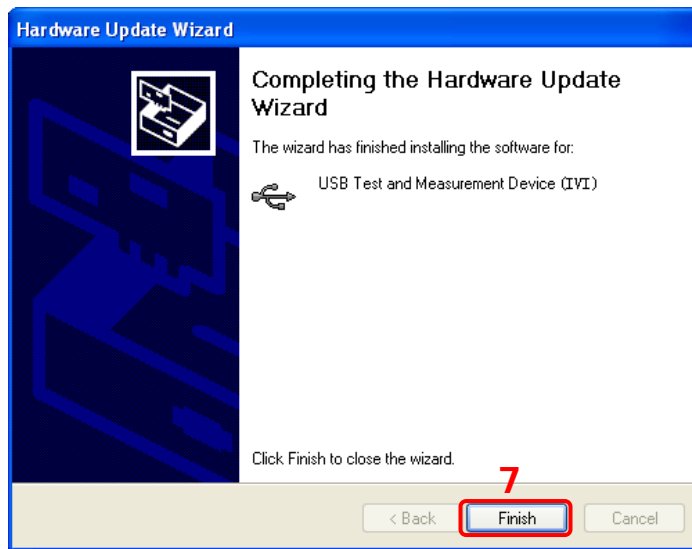 Hardware Update Wizard
Completing the Hardware Update
Wizard
The wizard has finished installing the software for:
USB Test and Measurement Device (IVI)
Click Finish to close the wizard.
7
< Back
Finish
Cancel